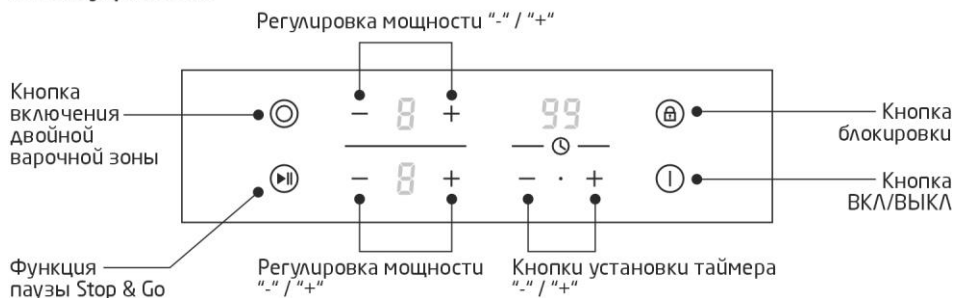 Регулировка мощности "-" / "+"
Кнопка
включения
двойной
варочной зоны
− 8 +
99
Кнопка
блокировки
− 8 +
− · +
Кнопка
ВКЛ/ВЫКЛ
Функция
паузы Stop & Go
Регулировка мощности
"-" / "+"
Кнопки установки таймера
"-" / "+"